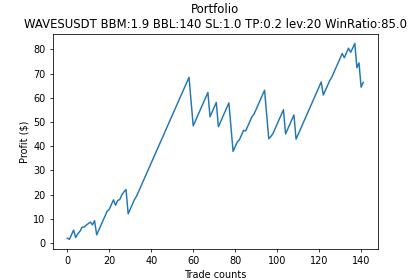 Portfolio
WAVESUSDT BBM:1.9 BBL:140 SL:1.0 TP:0.2 lev:20 WinRatio:85.0
80
70
60
50
40
30
20
10
0
Profit ($)
0 20 40 60 80 100 120 140
Trade counts